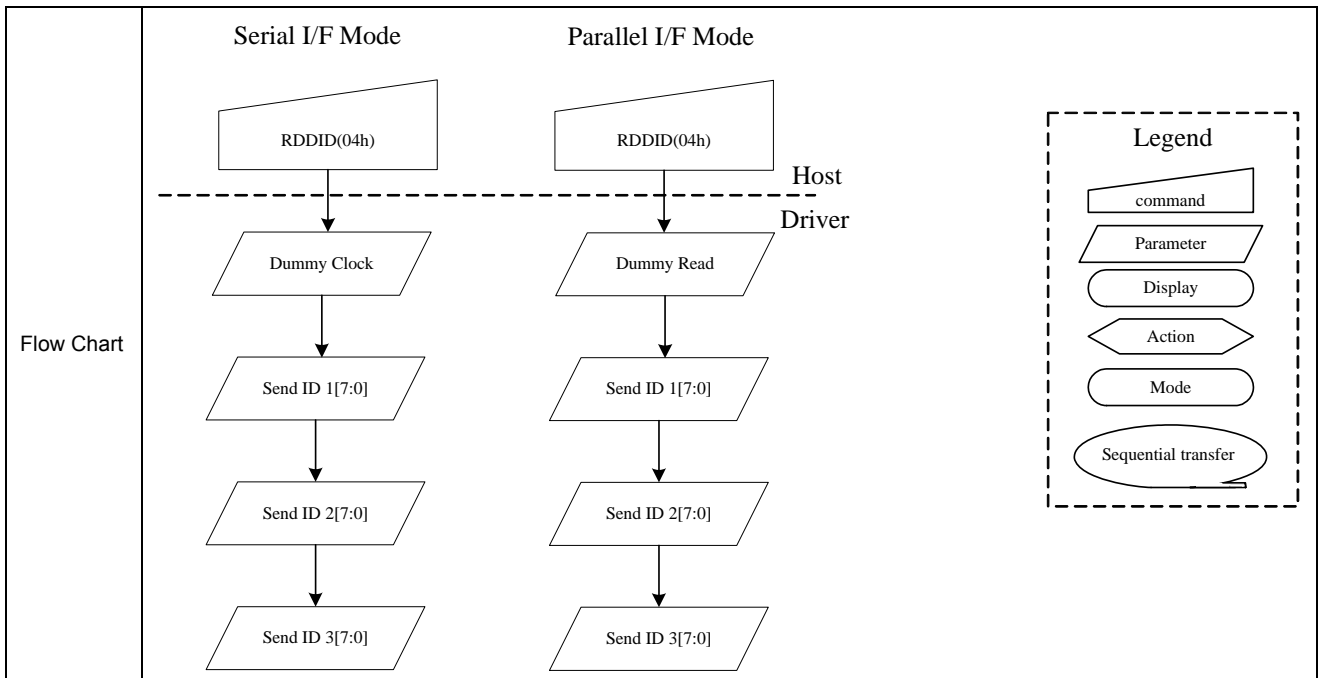 Flow Chart
Serial I/F Mode
Parallel I/F Mode
RDDID(04h)
RDDID(04h)
Host
Driver
Dummy Clock
Dummy Read
Send ID 1[7:0]
Send ID 1[7:0]
Send ID 2[7:0]
Send ID 2[7:0]
Send ID 3[7:0]
Send ID 3[7:0]
Legend
command
Parameter
Display
Action
Mode
Sequential transfer